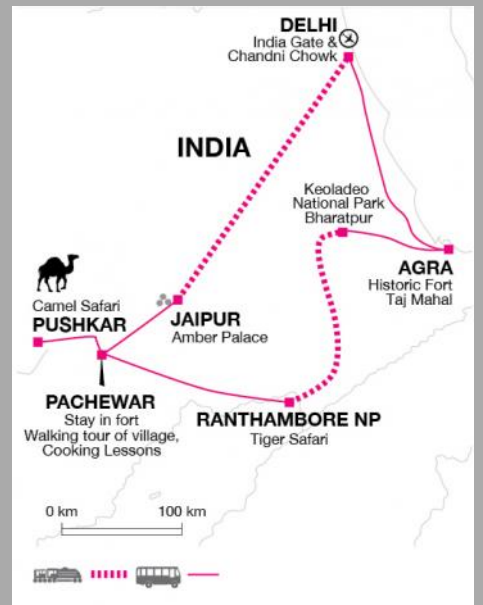 DELHI
India Gate &
Chandni Chowk
INDIA
Keoladeo
National Park
Bharatpur
AGRA
Historic Fort
Taj Mahal
Camel Safari
PUSHKAR
JAIPUR
Amber Palace
PACHEWAR
Stay in fort
Walking tour of village,
Cooking Lessons
RANTHAMBORE NP
Tiger Safari
0 km 100 km